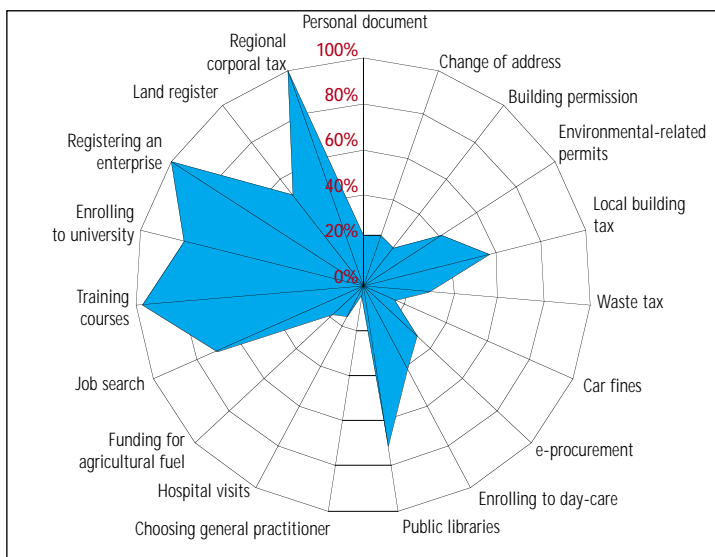 Personal document
Regional
corporal tax
100%
Change of address
Land register
80%
Building permission
Registering an
enterprise
60%
Environmental-related
permits
40%
Enrolling
to university
20%
Local building
tax
0%
Training
courses
Waste tax
Job search
Car fines
Funding for
agricultural fuel
e-procurement
Hospital visits
Enrolling to day-care
Choosing general practitioner
Public libraries